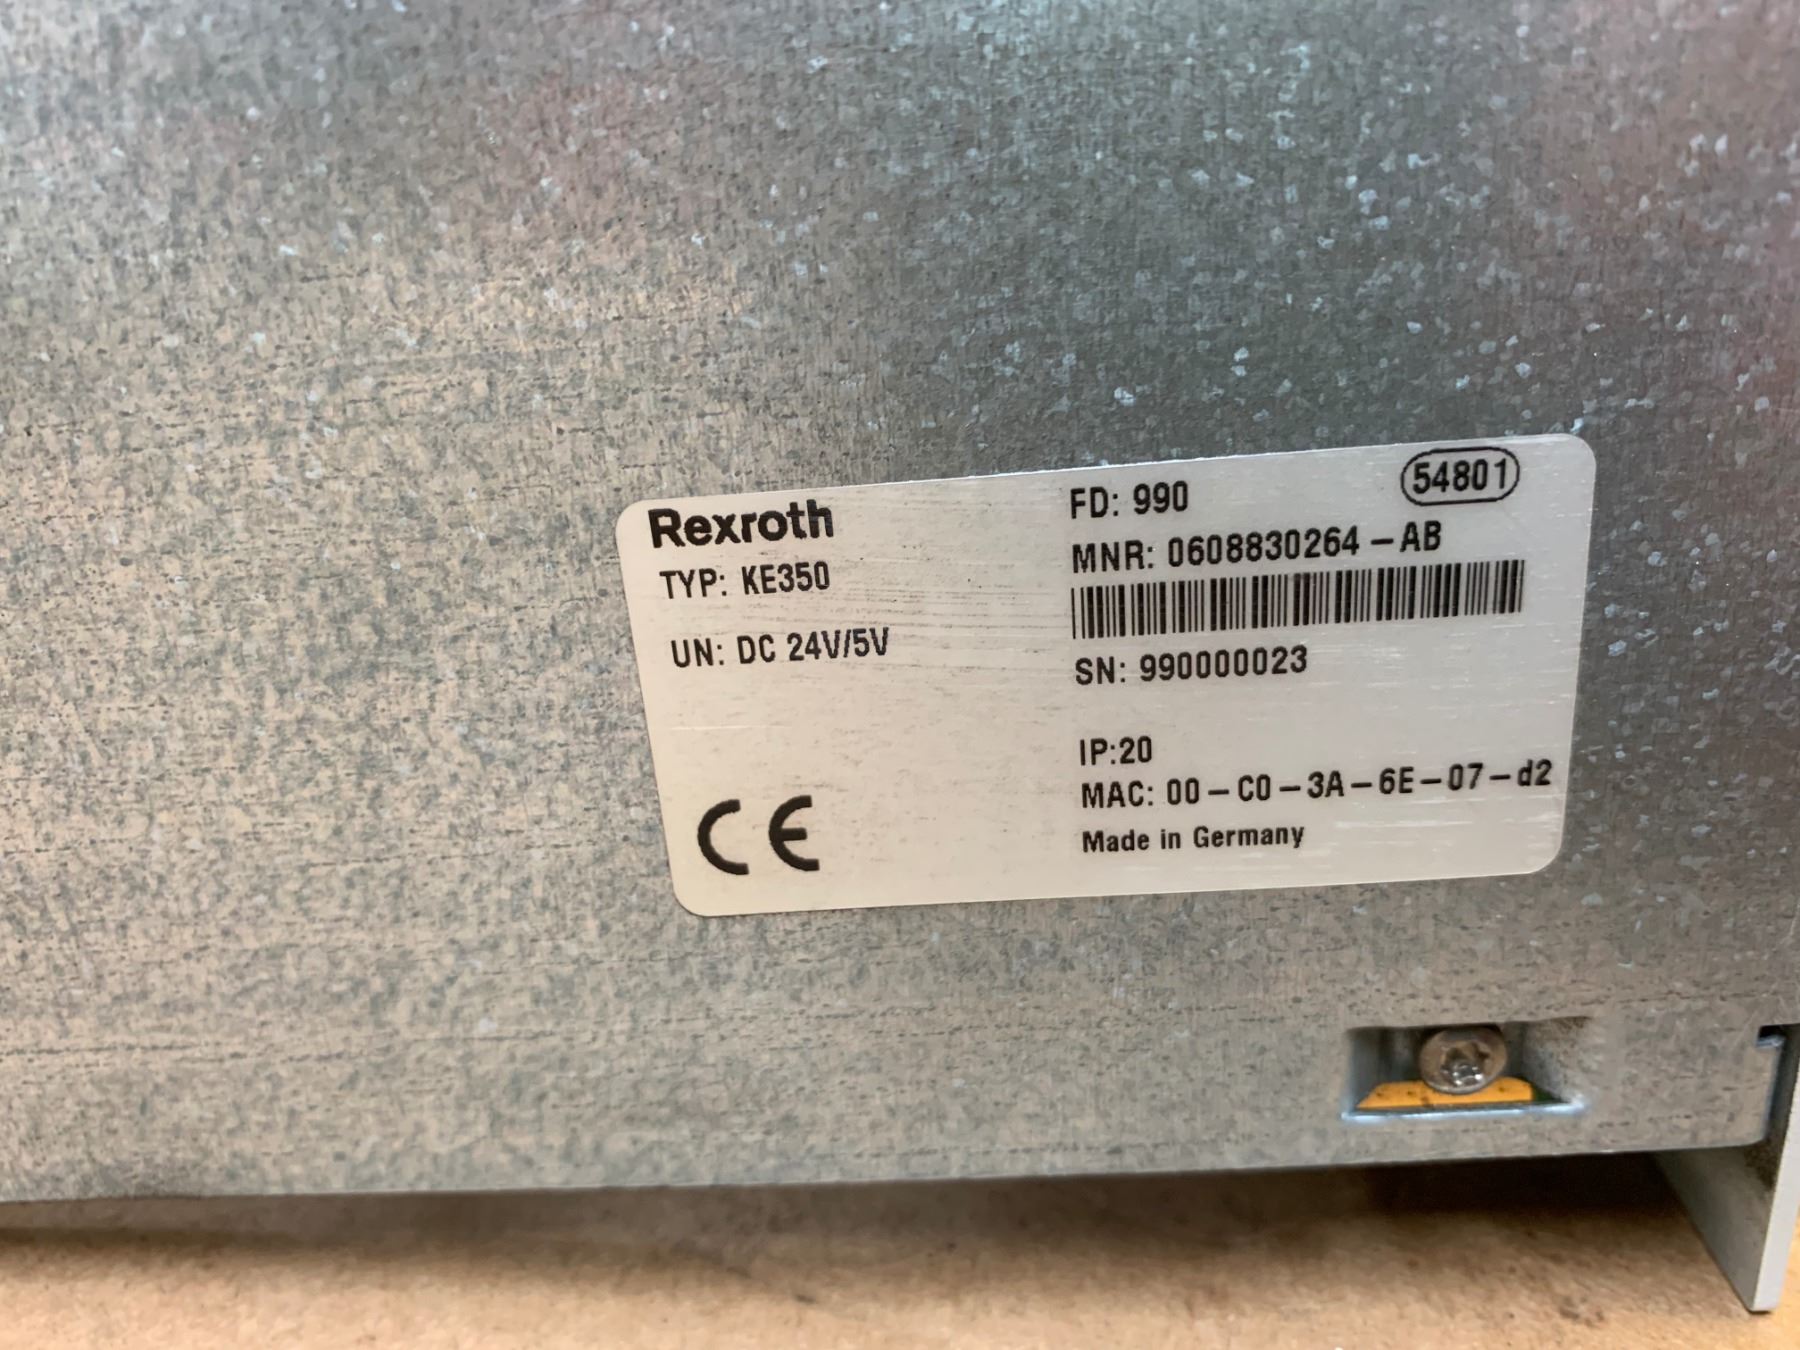 Rexroth
TYP: KE350
UN: DC 24V/5V
CE
FD: 990
54801
MNR: 0608830264-AB
SN: 990000023
IP:20
MAC: 00-C0-3A-6E-07-d2
Made in Germany